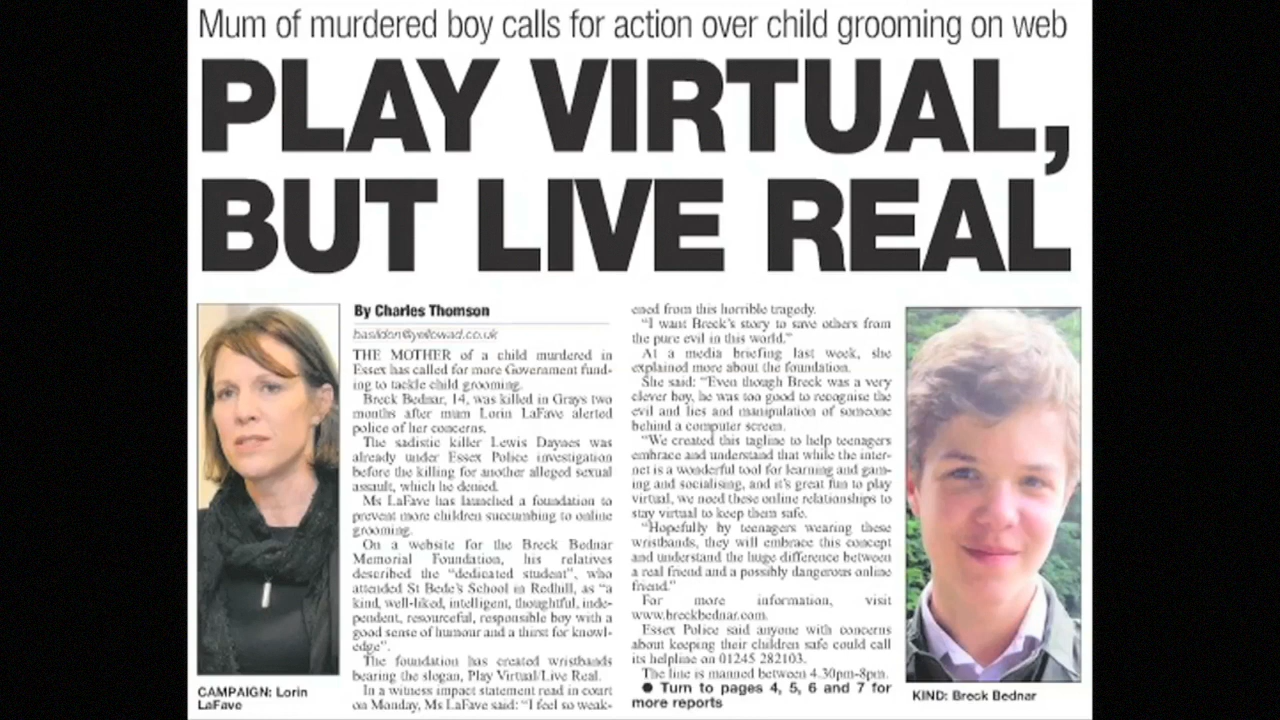 Mum of murdered boy calls for action over child grooming on web
PLAY VIRTUAL,
BUT LIVE REAL
By Charles Thomson
basildon@yellowad.co.uk
THE MOTHER of a child murdered in
Essex has called for more Government fund-
ing to tackle child grooming.
Breck Bednar, 14, was killed in Grays two
months after mum Lorin LaFave alerted
police of her concerns.
The sadistic killer Lewis Daynes was
already under Essex Police investigation
before the killing for another alleged sexual
assault, which he denied.
Ms LaFave has launched a foundation to
prevent more children succumbing to online
grooming.
On a website for the Breck Bednar
Memorial Foundation, his relatives
described the “dedicated student”, who
attended St Bede's School in Redhill, as “a
kind, well-liked, intelligent, thoughtful, inde-
pendent, resourceful, responsible boy with a
good sense of humour and a thirst for knowl-
edge”.
The foundation has created wristbands
bearing the slogan, Play Virtual/Live Real.
In a witness impact statement read in court
on Monday, Ms LaFave said: “I feel so weak-
ened from this horrible tragedy.
“I want Breck's story to save others from
the pure evil in this world.”
At a media briefing last week, she
explained more about the foundation.
She said: “Even though Breck was a very
clever boy, he was too good to recognise the
evil and lies and manipulation of someone
behind a computer screen.
“We created this tagline to help teenagers
embrace and understand that while the inter-
net is a wonderful tool for learning and gam-
ing and socialising, and it's great fun to play
virtual, we need these online relationships to
stay virtual to keep them safe.
“Hopefully by teenagers wearing these
wristbands, they will embrace this concept
and understand the huge difference between
a real friend and a possibly dangerous online
friend.”
For more information, visit
www.breckbednar.com.
Essex Police said anyone with concerns
about keeping their children safe could call
its helpline on 01245 282103.
The line is manned between 4.30pm-8pm.
● Turn to pages 4, 5, 6 and 7 for
more reports
CAMPAIGN: Lorin
LaFave
KIND: Breck Bednar